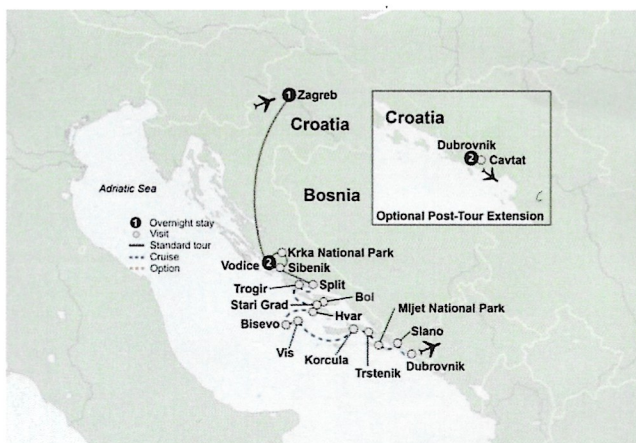 1 Zagreb
Croatia
Bosnia
Adriatic Sea
1 Overnight stay
Visit
Standard tour
Cruise
Option
Krka National Park
Vodice 2
Sibenik
Trogir
Split
Stari Grad
Bol
Hvar
Bisevo
Vis
Korcula
Trstenik
Mljet National Park
Slano
Dubrovnik
Croatia
Dubrovnik
2 Cavtat
Optional Post-Tour Extension